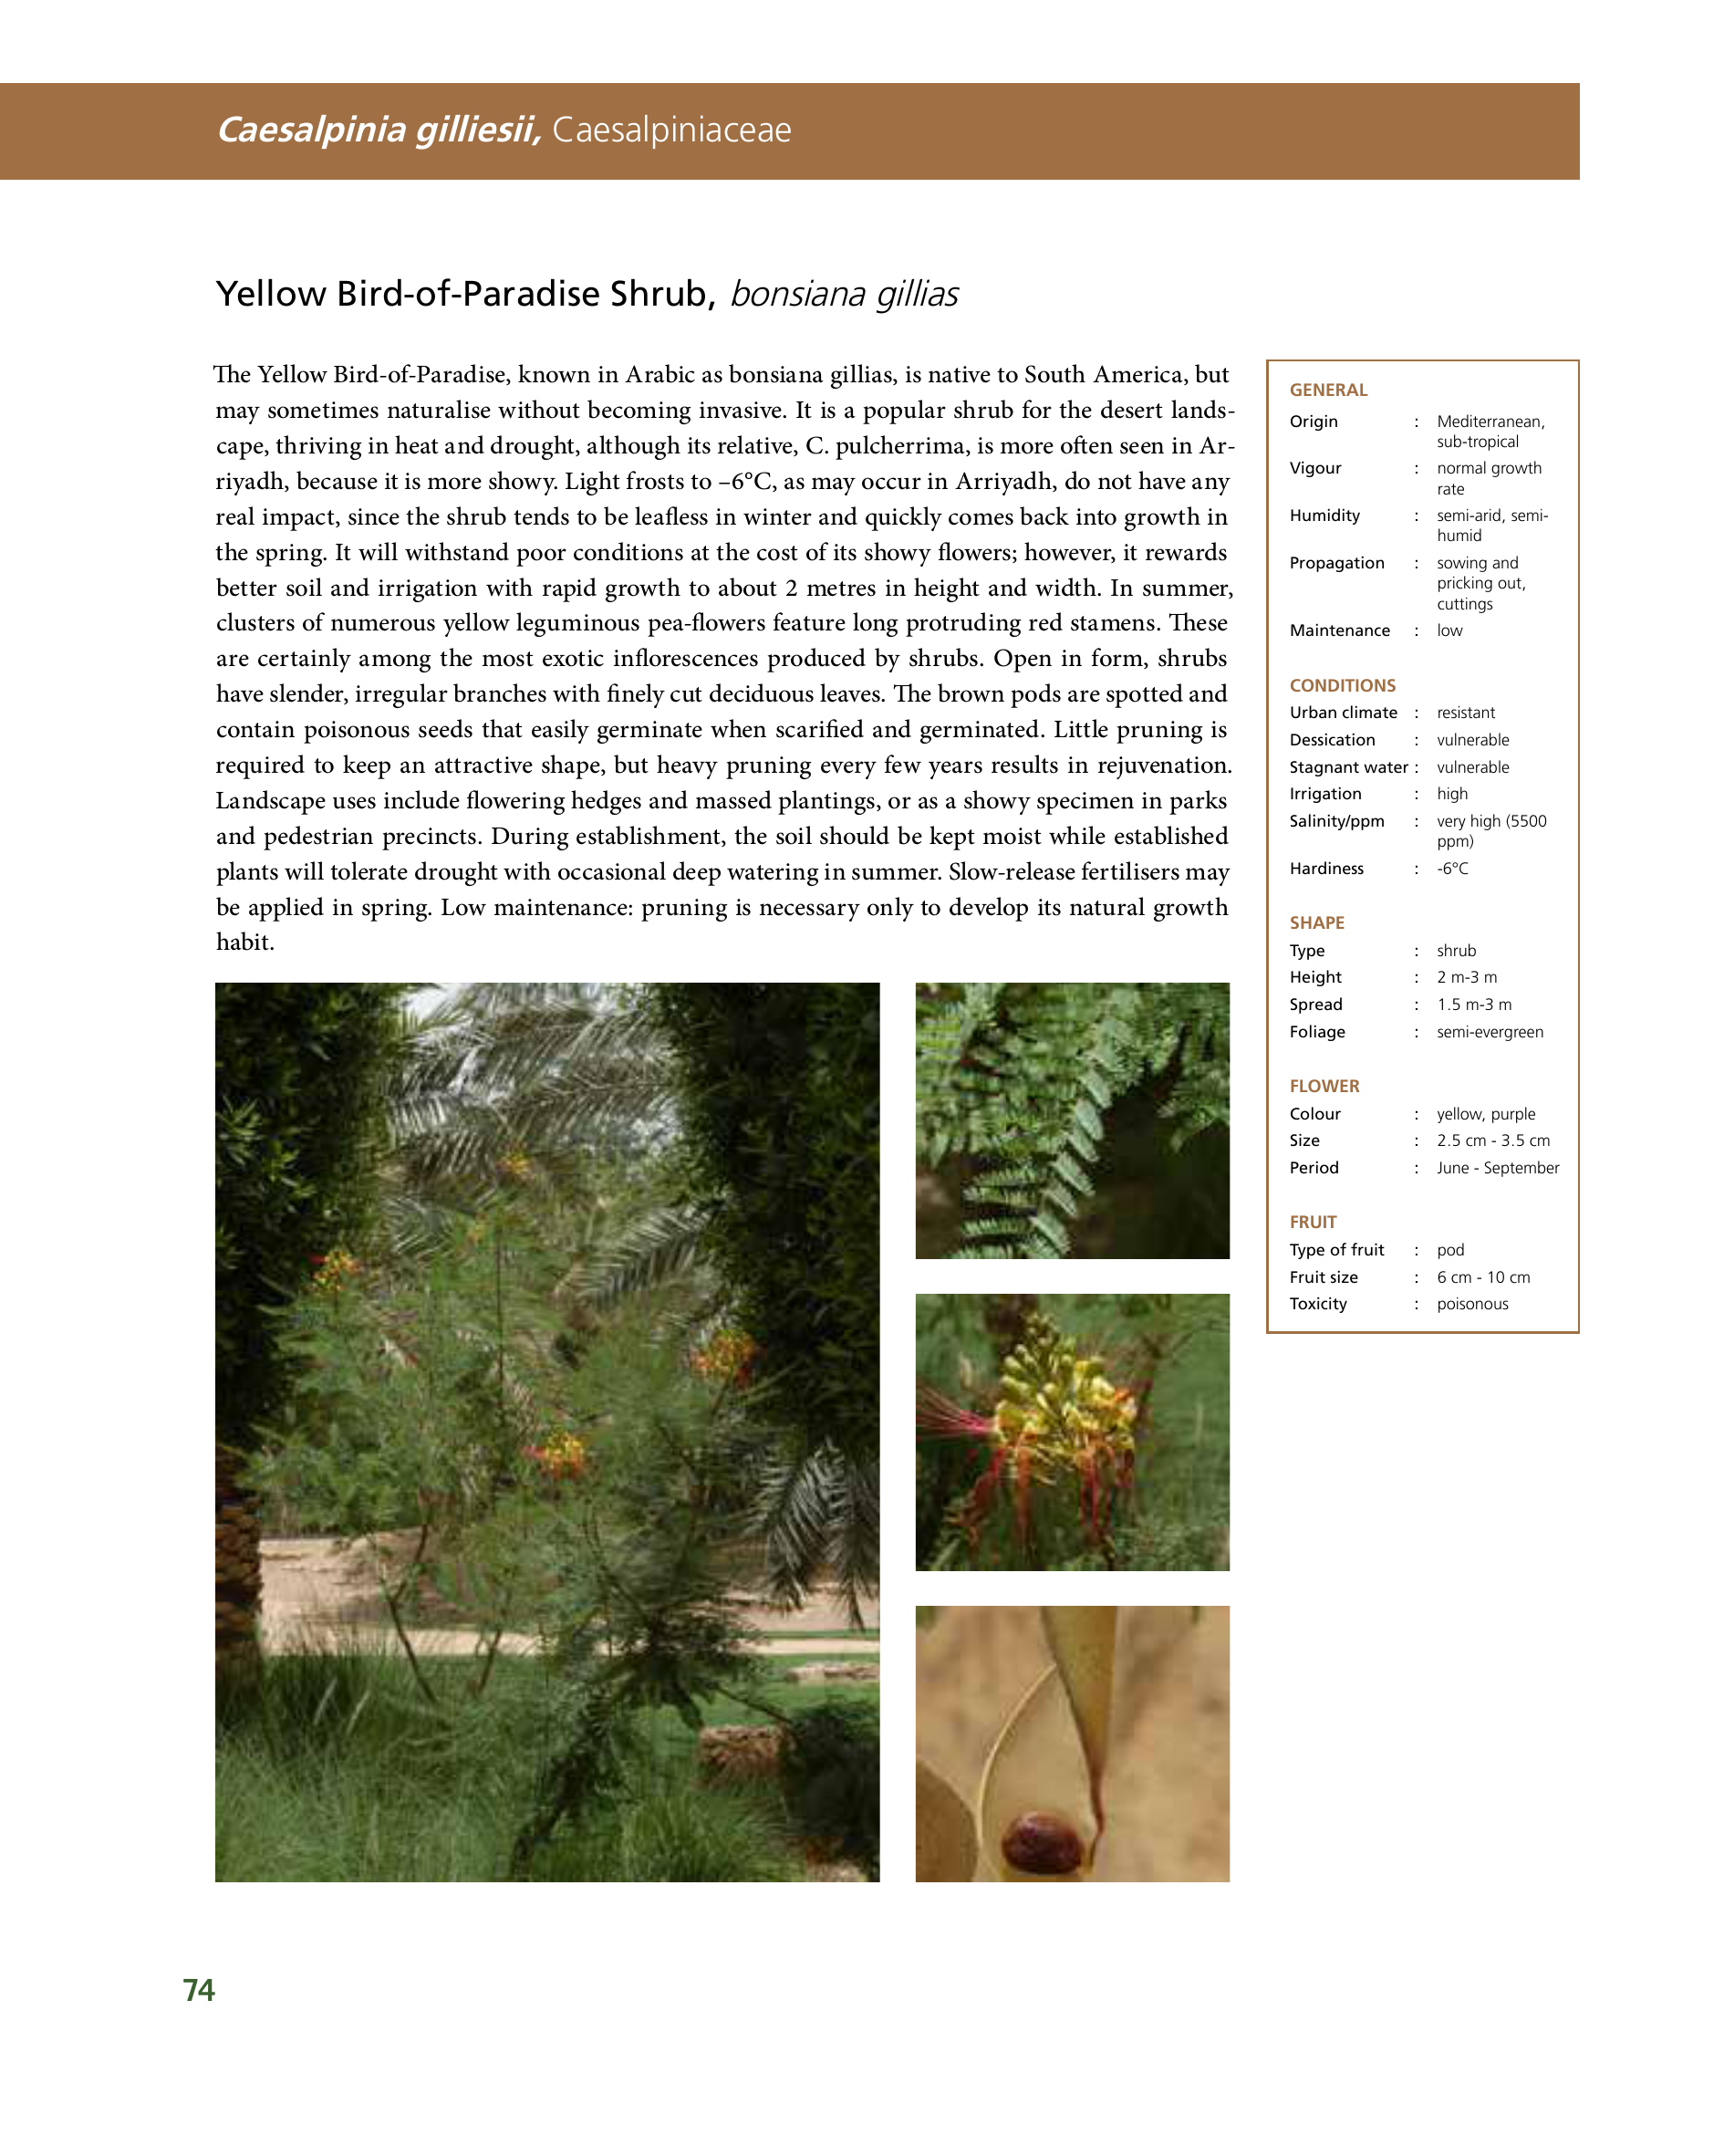 Caesalpinia gilliesii, Caesalpiniaceae
Yellow Bird-of-Paradise Shrub, bonsiana gillias
The Yellow Bird-of-Paradise, known in Arabic as bonsiana gillias, is native to South America, but
may sometimes naturalise without becoming invasive. It is a popular shrub for the desert lands-
cape, thriving in heat and drought, although its relative, C. pulcherrima, is more often seen in Ar-
riyadh, because it is more showy. Light frosts to –6°C, as may occur in Arriyadh, do not have any
real impact, since the shrub tends to be leafless in winter and quickly comes back into growth in
the spring. It will withstand poor conditions at the cost of its showy flowers; however, it rewards
better soil and irrigation with rapid growth to about 2 metres in height and width. In summer,
clusters of numerous yellow leguminous pea-flowers feature long protruding red stamens. These
are certainly among the most exotic inflorescences produced by shrubs. Open in form, shrubs
have slender, irregular branches with finely cut deciduous leaves. The brown pods are spotted and
contain poisonous seeds that easily germinate when scarified and germinated. Little pruning is
required to keep an attractive shape, but heavy pruning every few years results in rejuvenation.
Landscape uses include flowering hedges and massed plantings, or as a showy specimen in parks
and pedestrian precincts. During establishment, the soil should be kept moist while established
plants will tolerate drought with occasional deep watering in summer. Slow-release fertilisers may
be applied in spring. Low maintenance: pruning is necessary only to develop its natural growth
habit.
GENERAL
Origin : Mediterranean,
sub-tropical
Vigour : normal growth
rate
Humidity : semi-arid, semi-
humid
Propagation : sowing and
pricking out,
cuttings
Maintenance : low
CONDITIONS
Urban climate : resistant
Dessication : vulnerable
Stagnant water : vulnerable
Irrigation : high
Salinity/ppm : very high (5500
ppm)
Hardiness : -6°C
SHAPE
Type : shrub
Height : 2 m-3 m
Spread : 1.5 m-3 m
Foliage : semi-evergreen
FLOWER
Colour : yellow, purple
Size : 2.5 cm - 3.5 cm
Period : June - September
FRUIT
Type of fruit : pod
Fruit size : 6 cm - 10 cm
Toxicity : poisonous
74